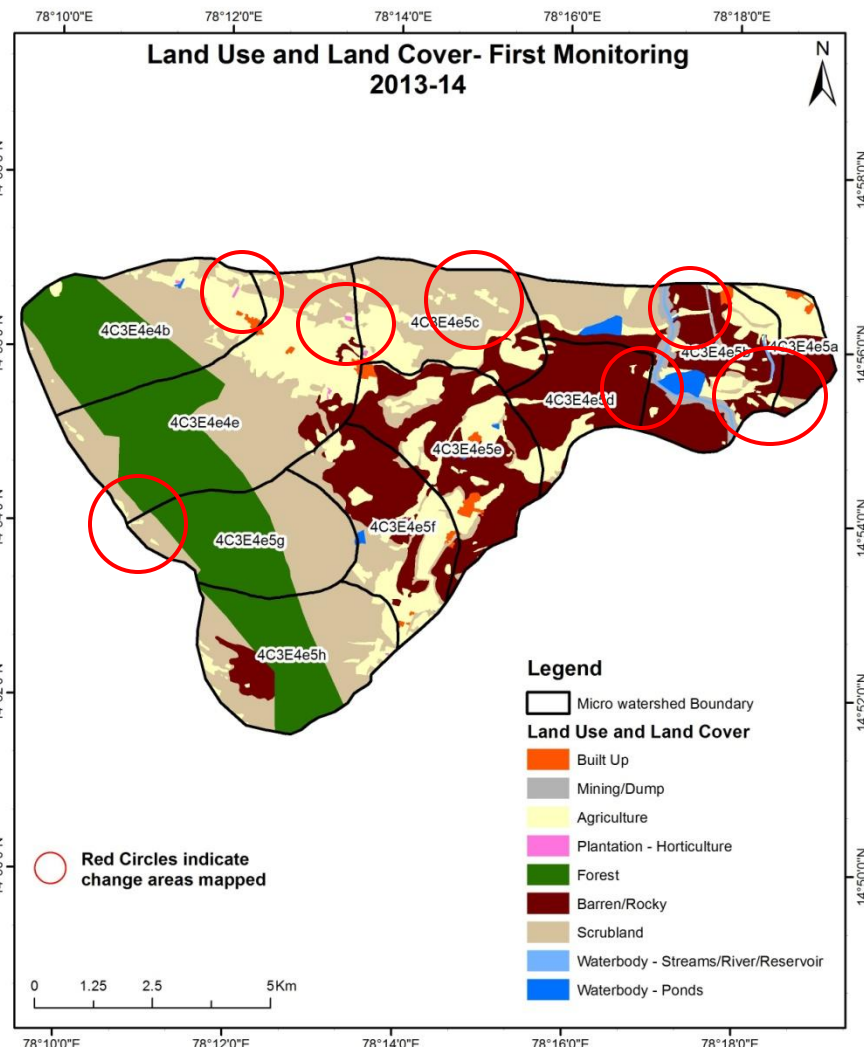 78°10'0"E 78°12'0"E 78°14'0"E 78°16'0"E 78°18'0"E
Land Use and Land Cover- First Monitoring
2013-14
N
14°58'0"N
4C3E4e4b
4C3E4e5c
4C3E4e5b
4C3E4e5a
14°56'0"N
4C3E4e5d
4C3E4e4e
4C3E4e5e
4C3E4e5f
4C3E4e5g
14°54'0"N
4C3E4e5h
14°52'0"N
Legend
Micro watershed Boundary
Land Use and Land Cover
Built Up
Mining/Dump
Agriculture
Plantation - Horticulture
Forest
Barren/Rocky
Scrubland
Waterbody - Streams/River/Reservoir
Waterbody - Ponds
Red Circles indicate
change areas mapped
14°50'0"N
0 1.25 2.5 5Km
78°10'0"E 78°12'0"E 78°14'0"E 78°16'0"E 78°18'0"E